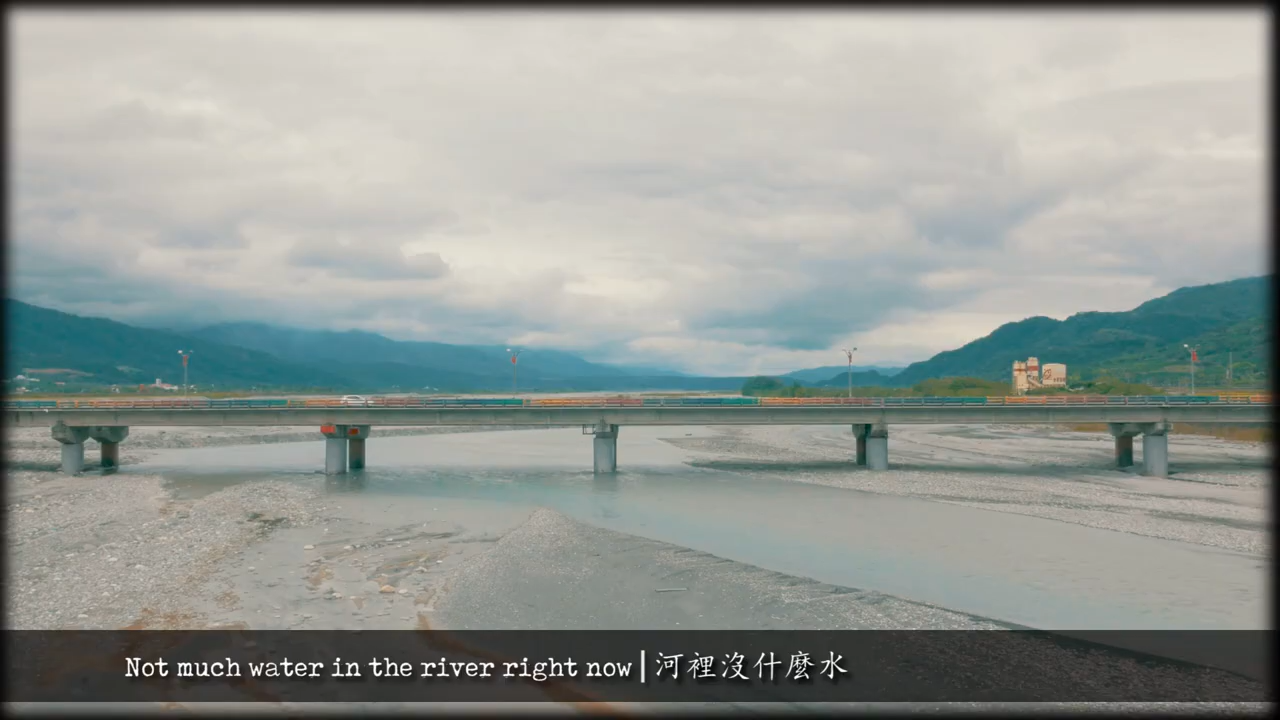 Not much water in the river right now | 河裡沒什麼水